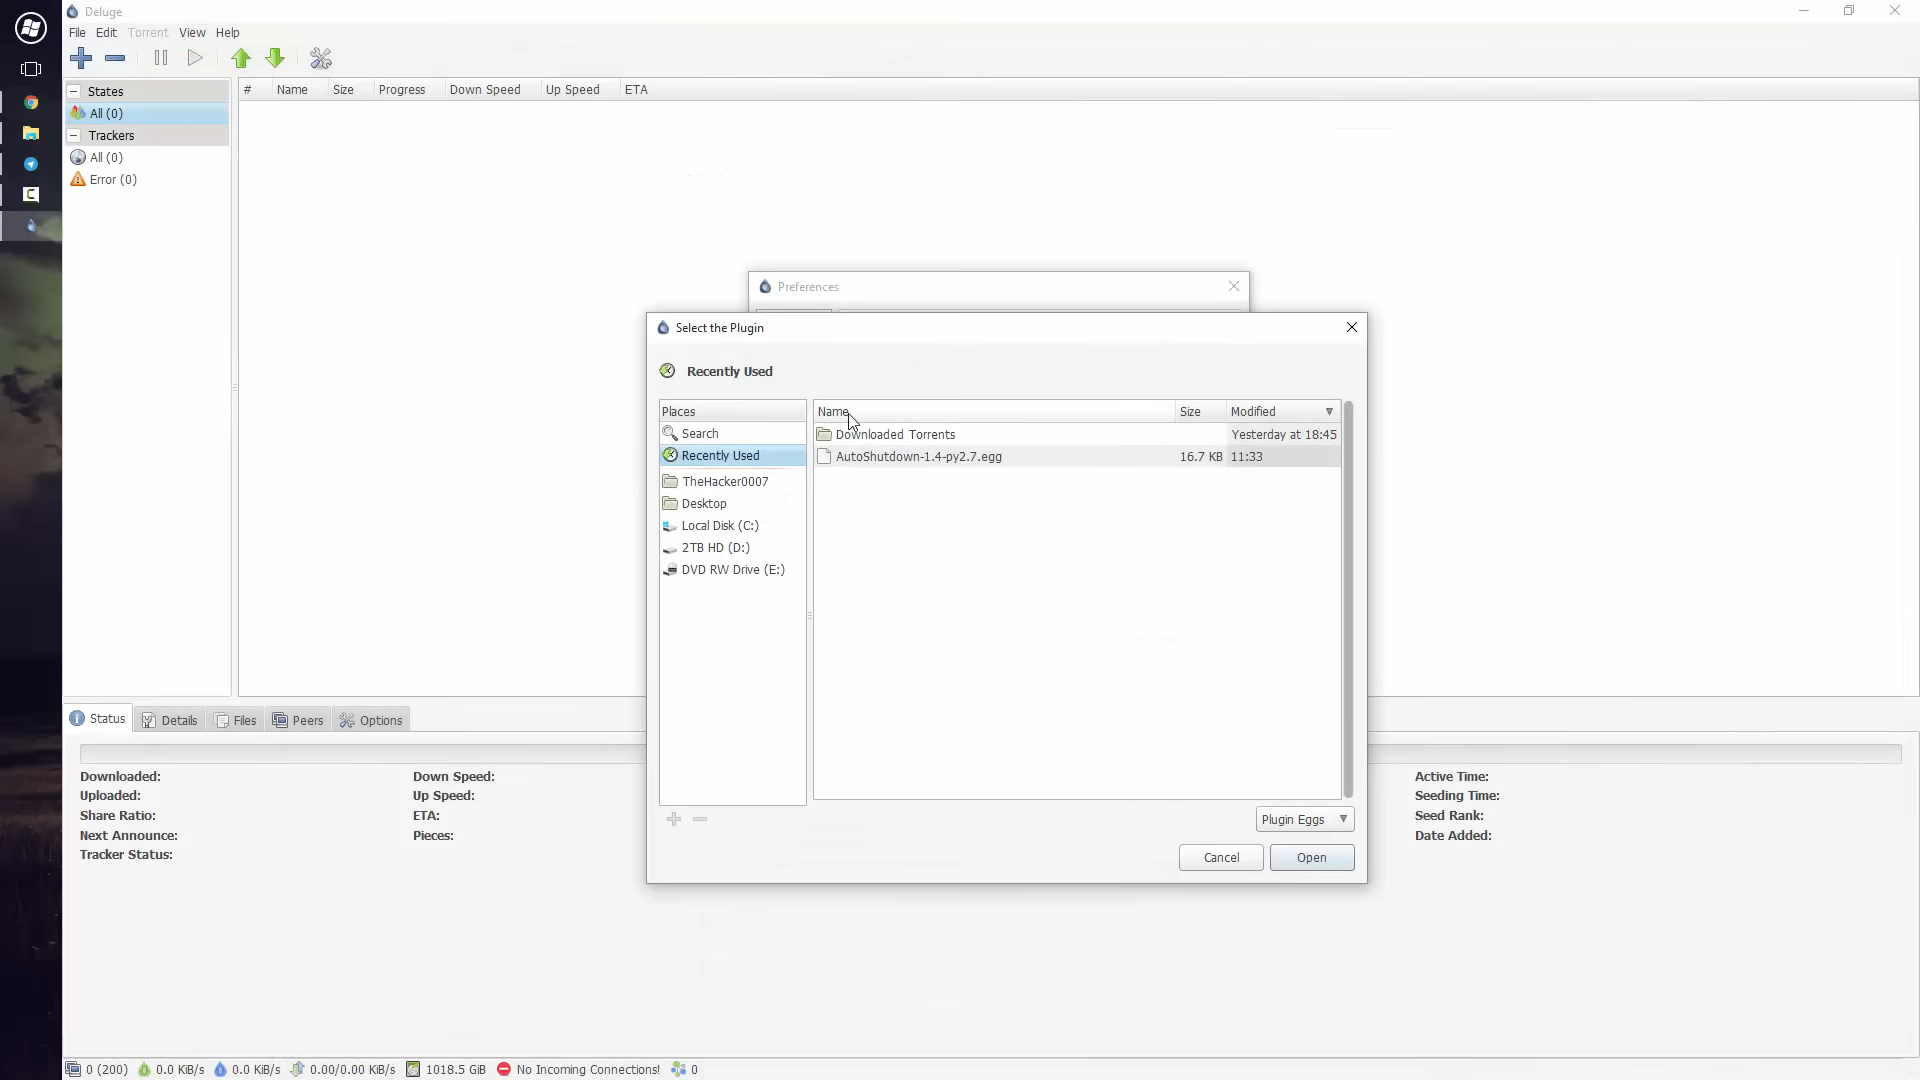 Deluge
File Edit Torrent View Help
States
All (0)
Trackers
All (0)
Error (0)
# Name Size Progress Down Speed Up Speed ETA
Preferences
Select the Plugin
Recently Used
Places
Search
Recently Used
TheHacker0007
Desktop
Local Disk (C:)
2TB HD (D:)
DVD RW Drive (E:)
Name Size Modified
Downloaded Torrents Yesterday at 18:45
AutoShutdown-1.4-py2.7.egg 16.7 KB 11:33
Plugin Eggs
Cancel Open
Status Details Files Peers Options
Downloaded: Down Speed: Active Time:
Uploaded: Up Speed: Seeding Time:
Share Ratio: ETA: Seed Rank:
Next Announce: Pieces: Date Added:
Tracker Status:
0 (200) 0.0 KiB/s 0.0 KiB/s 0.00/0.00 KiB/s 1018.5 GiB No Incoming Connections! 0